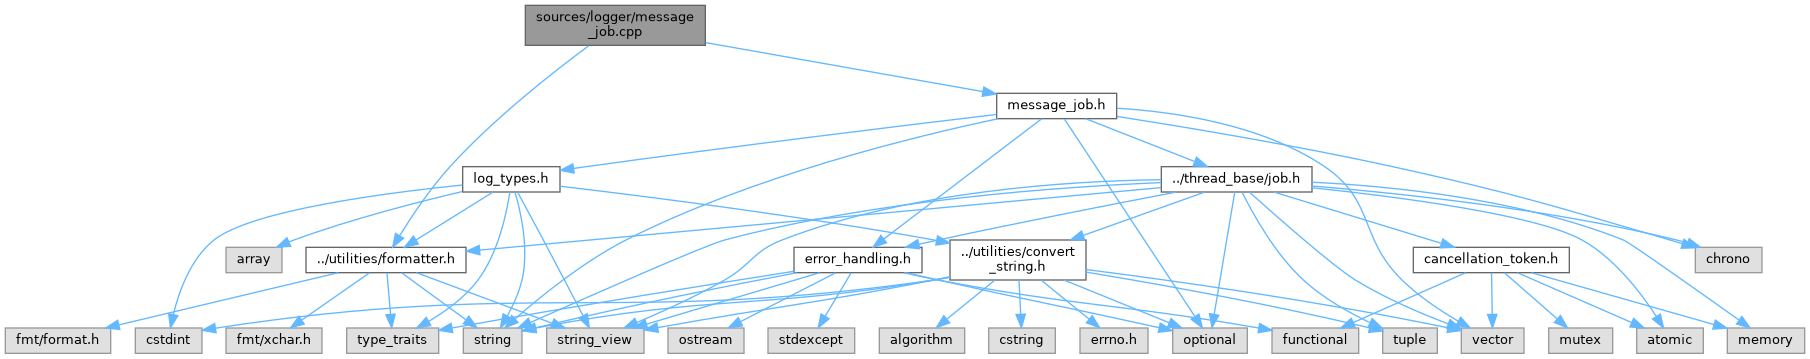 sources/logger/message
_job.cpp
message_job.h
log_types.h
../thread_base/job.h
array
../utilities/formatter.h
error_handling.h
../utilities/convert
_string.h
cancellation_token.h
chrono
fmt/format.h
cstdint
fmt/xchar.h
type_traits
string
string_view
ostream
stdexcept
algorithm
cstring
errno.h
optional
functional
tuple
vector
mutex
atomic
memory